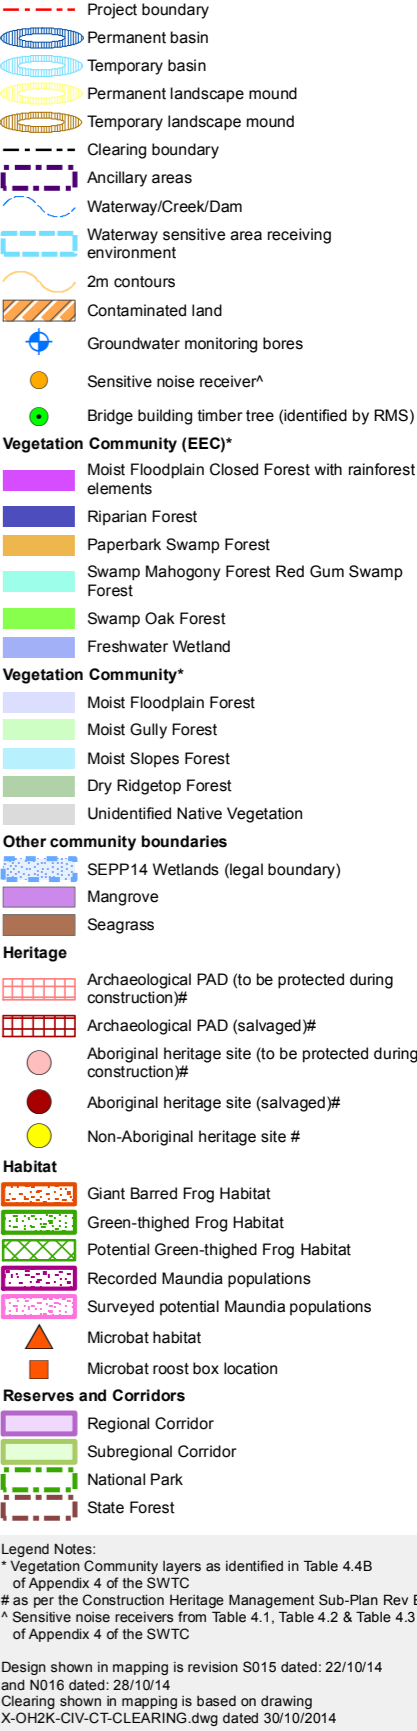 Project boundary
Permanent basin
Temporary basin
Permanent landscape mound
Temporary landscape mound
Clearing boundary
Ancillary areas
Waterway/Creek/Dam
Waterway sensitive area receiving
environment
2m contours
Contaminated land
Groundwater monitoring bores
Sensitive noise receiver^
Bridge building timber tree (identified by RMS)
Vegetation Community (EEC)*
Moist Floodplain Closed Forest with rainforest
elements
Riparian Forest
Paperbark Swamp Forest
Swamp Mahogony Forest Red Gum Swamp
Forest
Swamp Oak Forest
Freshwater Wetland
Vegetation Community*
Moist Floodplain Forest
Moist Gully Forest
Moist Slopes Forest
Dry Ridgetop Forest
Unidentified Native Vegetation
Other community boundaries
SEPP14 Wetlands (legal boundary)
Mangrove
Seagrass
Heritage
Archaeological PAD (to be protected during
construction)#
Archaeological PAD (salvaged)#
Aboriginal heritage site (to be protected during
construction)#
Aboriginal heritage site (salvaged)#
Non-Aboriginal heritage site #
Habitat
Giant Barred Frog Habitat
Green-thighed Frog Habitat
Potential Green-thighed Frog Habitat
Recorded Maundia populations
Surveyed potential Maundia populations
Microbat habitat
Microbat roost box location
Reserves and Corridors
Regional Corridor
Subregional Corridor
National Park
State Forest
Legend Notes:
* Vegetation Community layers as identified in Table 4.4B
of Appendix 4 of the SWTC
# as per the Construction Heritage Management Sub-Plan Rev E
^ Sensitive noise receivers from Table 4.1, Table 4.2 & Table 4.3
of Appendix 4 of the SWTC
Design shown in mapping is revision S015 dated: 22/10/14
and N016 dated: 28/10/14
Clearing shown in mapping is based on drawing
X-OH2K-CIV-CT-CLEARING.dwg dated 30/10/2014